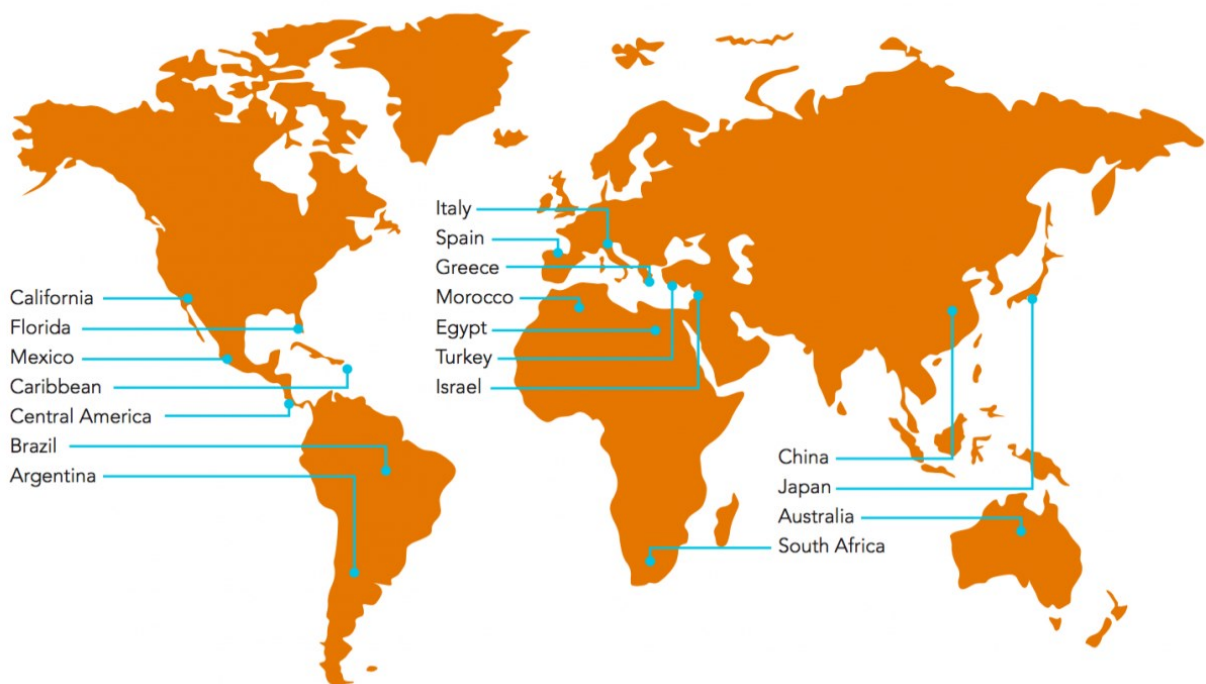 California
Florida
Mexico
Caribbean
Central America
Brazil
Argentina
Italy
Spain
Greece
Morocco
Egypt
Turkey
Israel
China
Japan
Australia
South Africa